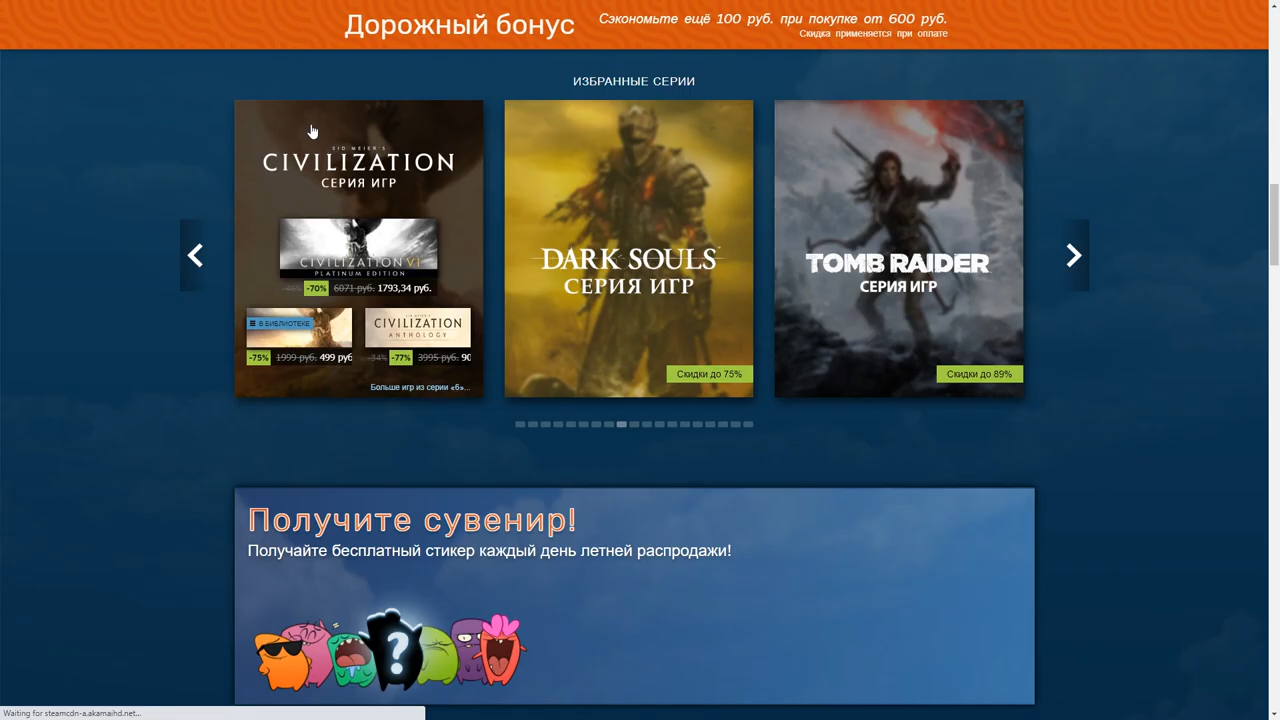 Дорожный бонус
Сэкономьте ещё 100 руб. при покупке от 600 руб.
Скидка применяется при оплате
ИЗБРАННЫЕ СЕРИИ
SID MEIER'S
CIVILIZATION
СЕРИЯ ИГР
CIVILIZATION VI
PLATINUM EDITION
-70% 6071 руб. 1793,34 руб.
В БИБЛИОТЕКЕ
-75% 1999 руб. 499 руб
CIVILIZATION
ANTHOLOGY
-34% -77% 3995 руб. 90
Больше игр из серии «6»...
DARK SOULS™
СЕРИЯ ИГР
Скидки до 75%
TOMB RAIDER
СЕРИЯ ИГР
Скидки до 89%
Получите сувенир!
Получайте бесплатный стикер каждый день летней распродажи!
?
Waiting for steamcdn-a.akamaihd.net...